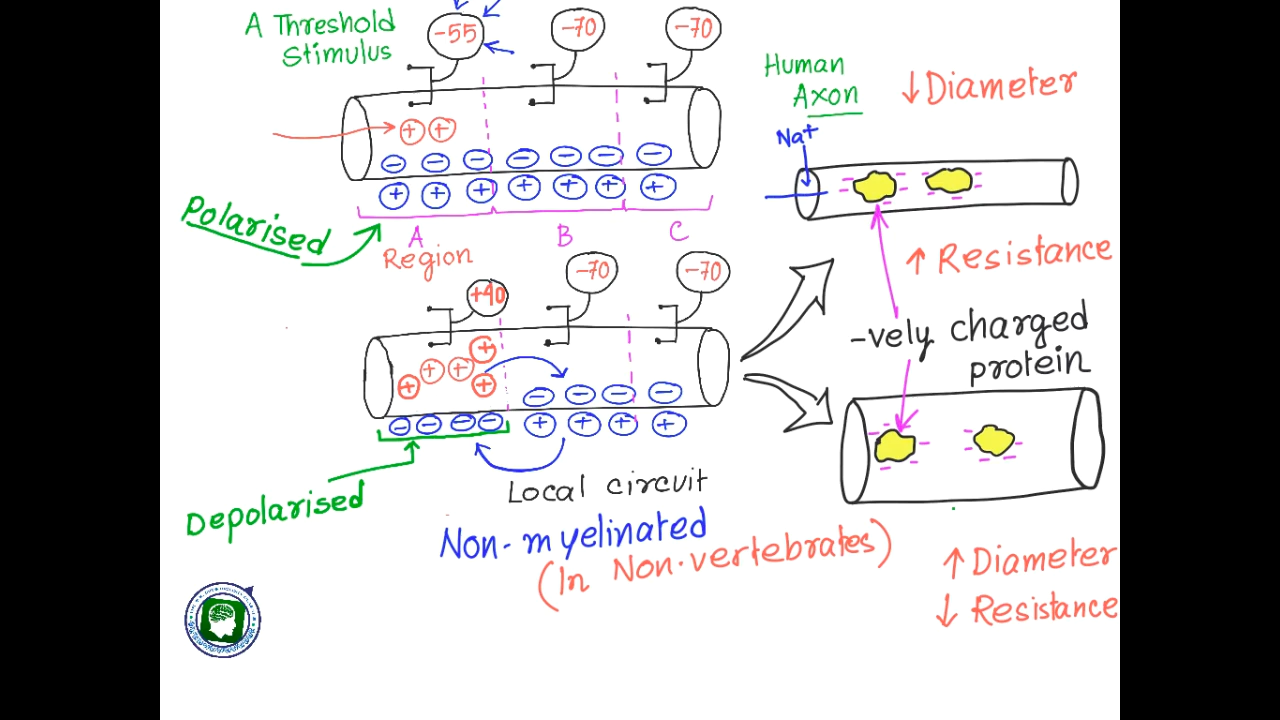 A Threshold
Stimulus
-55
-70
-70
+ +
- - - - - - -
+ + + + + + +
Polarised
A
B
C
Region
+40
-70
-70
+ + + + +
- - - -
- - - -
+ + + +
Depolarised
Local circuit
Non-myelinated
(In Non-vertebrates)
Human
Axon
↓ Diameter
Na+
↑ Resistance
-vely charged
protein
↑ Diameter
↓ Resistance